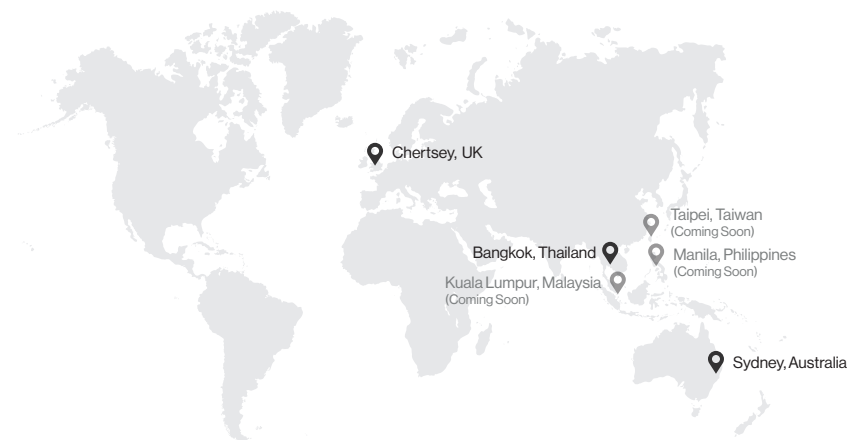 Chertsey, UK
Taipei, Taiwan
(Coming Soon)
Bangkok, Thailand
Manila, Philippines
(Coming Soon)
Kuala Lumpur, Malaysia
(Coming Soon)
Sydney, Australia